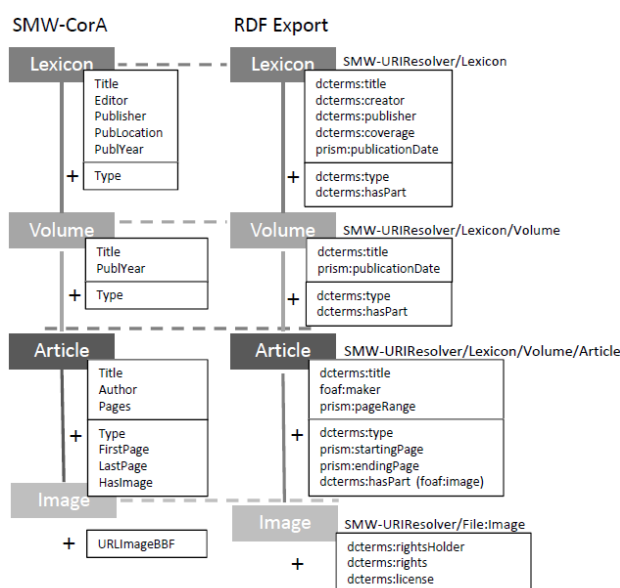 SMW-CorA
RDF Export
Lexicon
Title
Editor
Publisher
PubLocation
PublYear
+
Type
Lexicon
SMW-URIResolver/Lexicon
dcterms:title
dcterms:creator
dcterms:publisher
dcterms:coverage
prism:publicationDate
+
dcterms:type
dcterms:hasPart
Volume
Title
PublYear
+
Type
Volume
SMW-URIResolver/Lexicon/Volume
dcterms:title
prism:publicationDate
+
dcterms:type
dcterms:hasPart
Article
Title
Author
Pages
+
Type
FirstPage
LastPage
HasImage
Article
SMW-URIResolver/Lexicon/Volume/Article
dcterms:title
foaf:maker
prism:pageRange
+
dcterms:type
prism:startingPage
prism:endingPage
dcterms:hasPart (foaf:image)
Image
+
URLImageBBF
Image
SMW-URIResolver/File:Image
+
dcterms:rightsHolder
dcterms:rights
dcterms:license